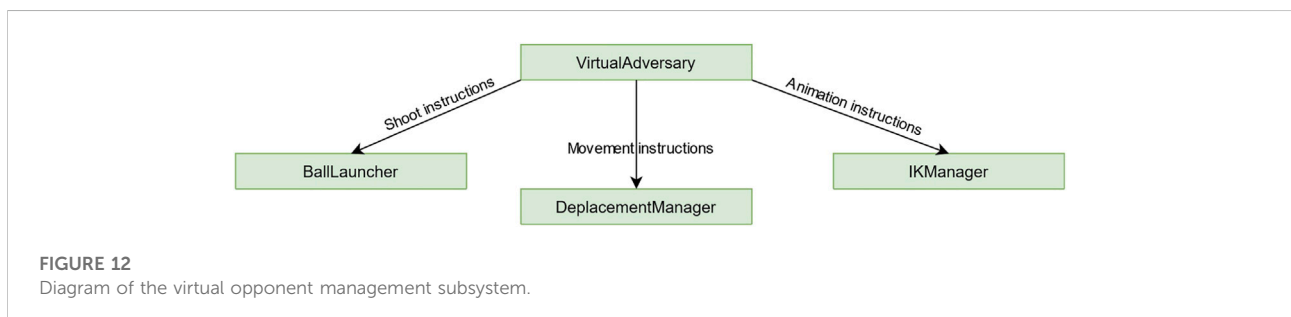 VirtualAdversary
Shoot instructions
Animation instructions
Movement instructions
BallLauncher
IKManager
DeplacementManager
FIGURE 12
Diagram of the virtual opponent management subsystem.